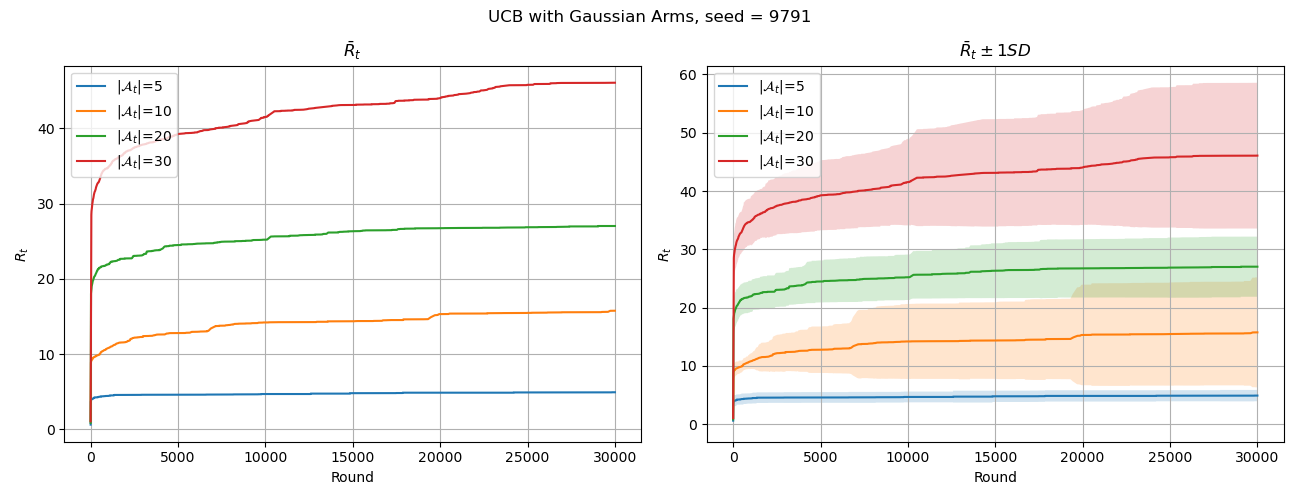 UCB with Gaussian Arms, seed = 9791
R̄ₜ
|𝒜ₜ|=5
|𝒜ₜ|=10
|𝒜ₜ|=20
|𝒜ₜ|=30
Rₜ
40
30
20
10
0
0 5000 10000 15000 20000 25000 30000
Round
R̄ₜ ± 1SD
|𝒜ₜ|=5
|𝒜ₜ|=10
|𝒜ₜ|=20
|𝒜ₜ|=30
Rₜ
60
50
40
30
20
10
0
0 5000 10000 15000 20000 25000 30000
Round